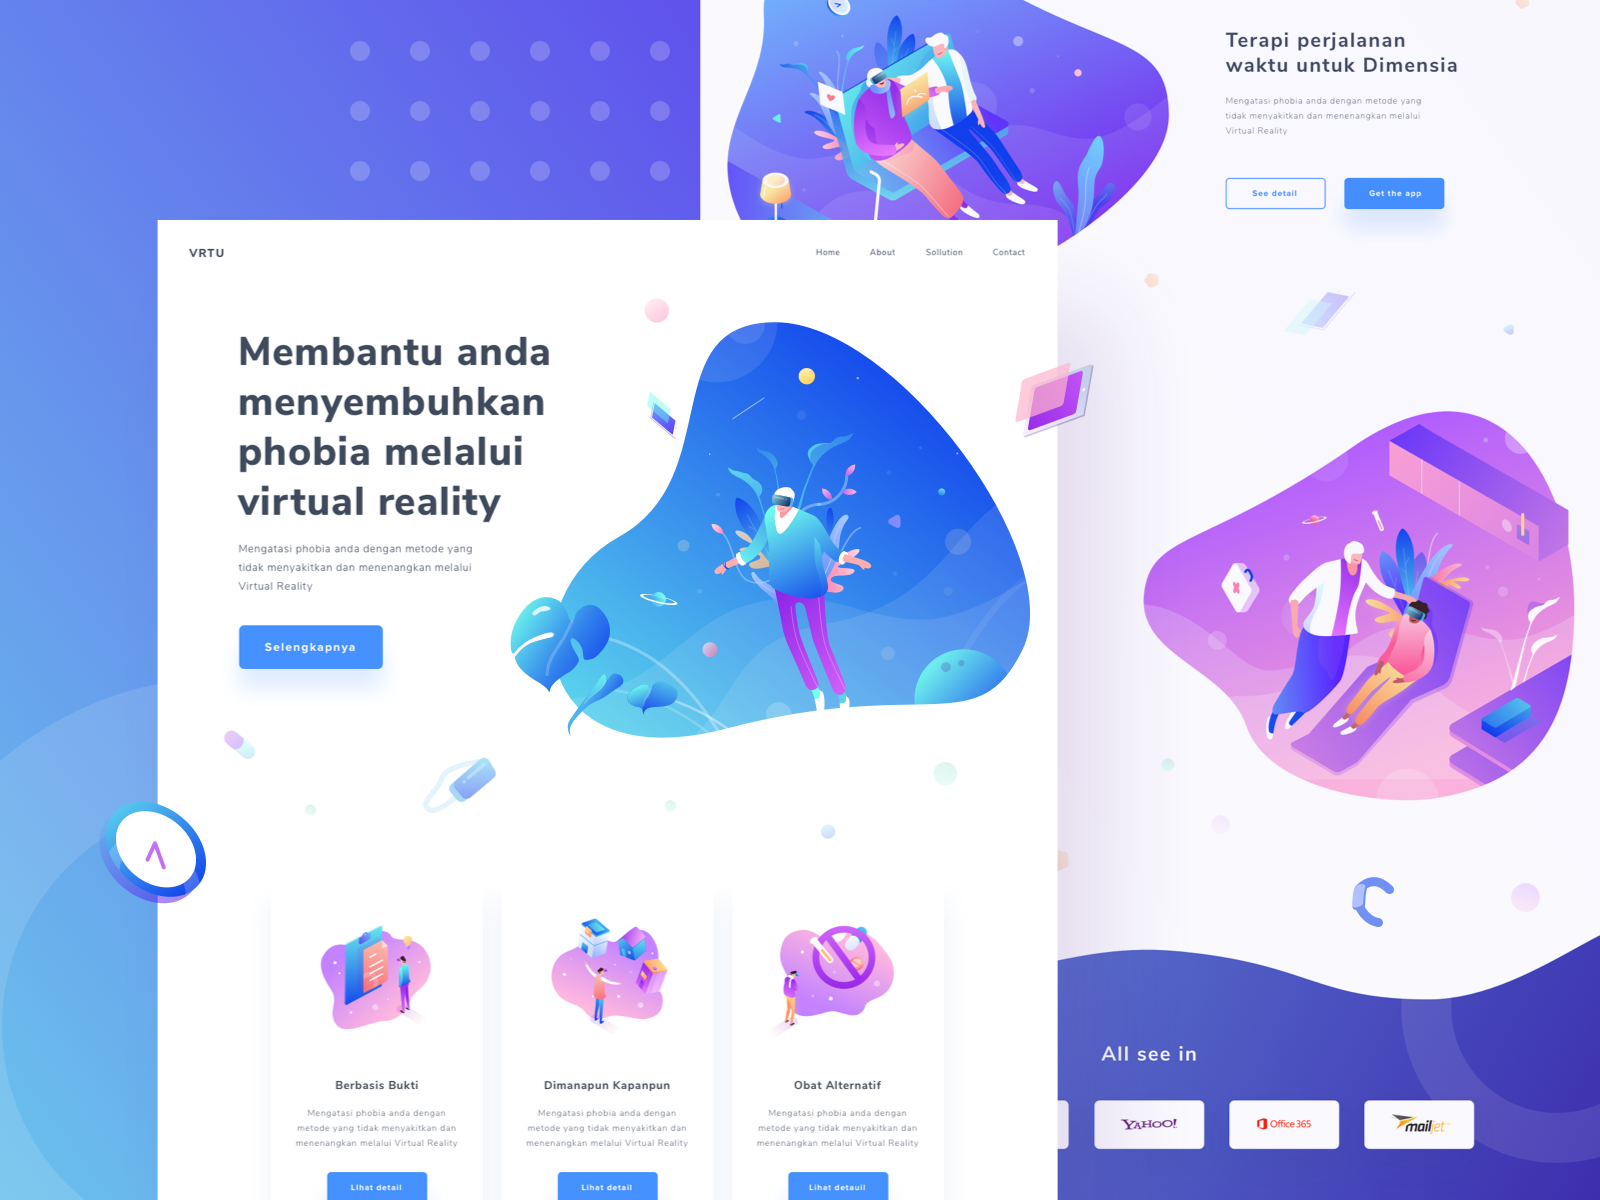 Terapi perjalanan
waktu untuk Dimensia
Mengatasi phobia anda dengan metode yang
tidak menyakitkan dan menenangkan melalui
Virtual Reality
See detail
Get the app
VRTU
Home
About
Sollution
Contact
Membantu anda
menyembuhkan
phobia melalui
virtual reality
Mengatasi phobia anda dengan metode yang
tidak menyakitkan dan menenangkan melalui
Virtual Reality
Selengkapnya
Berbasis Bukti
Mengatasi phobia anda dengan
metode yang tidak menyakitkan dan
menenangkan melalui Virtual Reality
LIhat detail
Dimanapun Kapanpun
Mengatasi phobia anda dengan
metode yang tidak menyakitkan dan
menenangkan melalui Virtual Reality
Lihat detail
Obat Alternatif
Mengatasi phobia anda dengan
metode yang tidak menyakitkan dan
menenangkan melalui Virtual Reality
Lihat detauil
All see in
YAHOO!
Office 365
mailjet